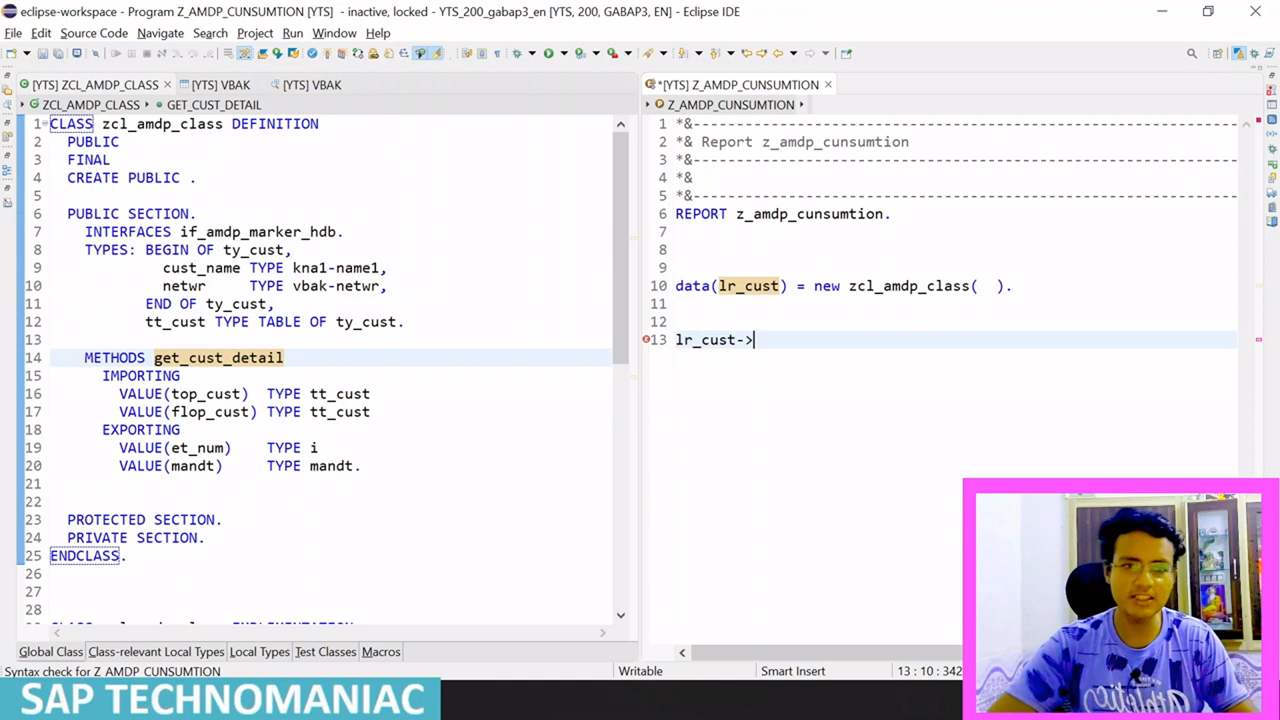 eclipse-workspace - Program Z_AMDP_CUNSUMTION [YTS] - inactive, locked - YTS_200_gabap3_en [YTS, 200, GABAP3, EN] - Eclipse IDE
File Edit Source Code Navigate Search Project Run Window Help
[YTS] ZCL_AMDP_CLASS [YTS] VBAK [YTS] VBAK
ZCL_AMDP_CLASS GET_CUST_DETAIL
1 CLASS zcl_amdp_class DEFINITION
2 PUBLIC
3 FINAL
4 CREATE PUBLIC .
5
6 PUBLIC SECTION.
7 INTERFACES if_amdp_marker_hdb.
8 TYPES: BEGIN OF ty_cust,
9 cust_name TYPE kna1-name1,
10 netwr TYPE vbak-netwr,
11 END OF ty_cust,
12 tt_cust TYPE TABLE OF ty_cust.
13
14 METHODS get_cust_detail
15 IMPORTING
16 VALUE(top_cust) TYPE tt_cust
17 VALUE(flop_cust) TYPE tt_cust
18 EXPORTING
19 VALUE(et_num) TYPE i
20 VALUE(mandt) TYPE mandt.
21
22
23 PROTECTED SECTION.
24 PRIVATE SECTION.
25 ENDCLASS.
26
27
28
Global Class Class-relevant Local Types Local Types Test Classes Macros
*[YTS] Z_AMDP_CUNSUMTION
Z_AMDP_CUNSUMTION
1 *&---------------------------------------------------------------
2 *& Report z_amdp_cunsumtion
3 *&---------------------------------------------------------------
4 *&
5 *&---------------------------------------------------------------
6 REPORT z_amdp_cunsumtion.
7
8
9
10 data(lr_cust) = new zcl_amdp_class( ).
11
12
13 lr_cust->
Syntax check for Z_AMDP_CUNSUMTION Writable Smart Insert 13 : 10 : 342
SAP TECHNOMANIAC